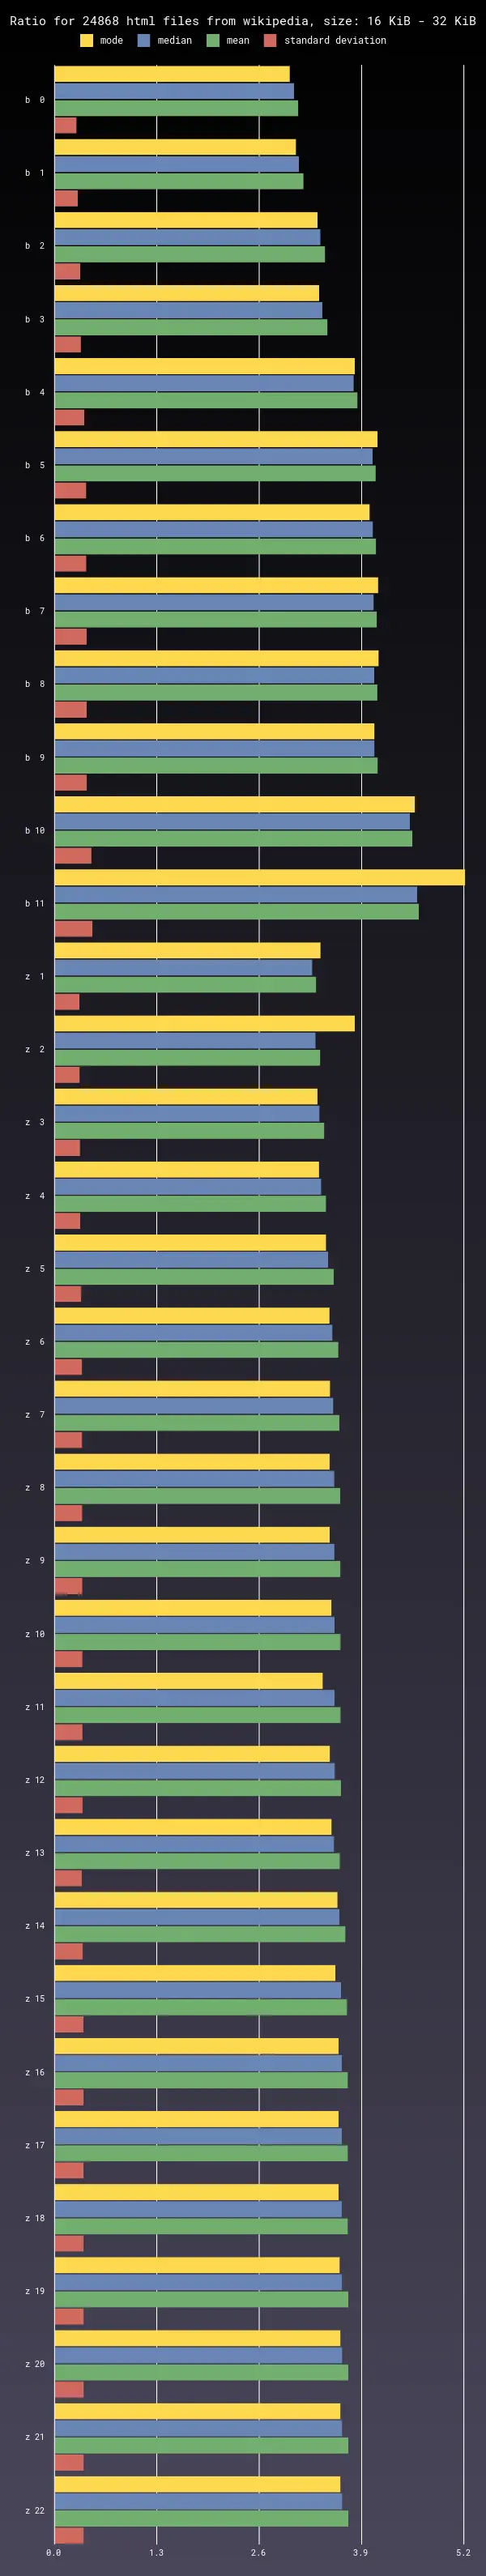 Ratio for 24868 html files from wikipedia, size: 16 KiB - 32 KiB
mode median mean standard deviation
b 0
b 1
b 2
b 3
b 4
b 5
b 6
b 7
b 8
b 9
b 10
b 11
z 1
z 2
z 3
z 4
z 5
z 6
z 7
z 8
z 9
z 10
z 11
z 12
z 13
z 14
z 15
z 16
z 17
z 18
z 19
z 20
z 21
z 22
0.0 1.3 2.6 3.9 5.2